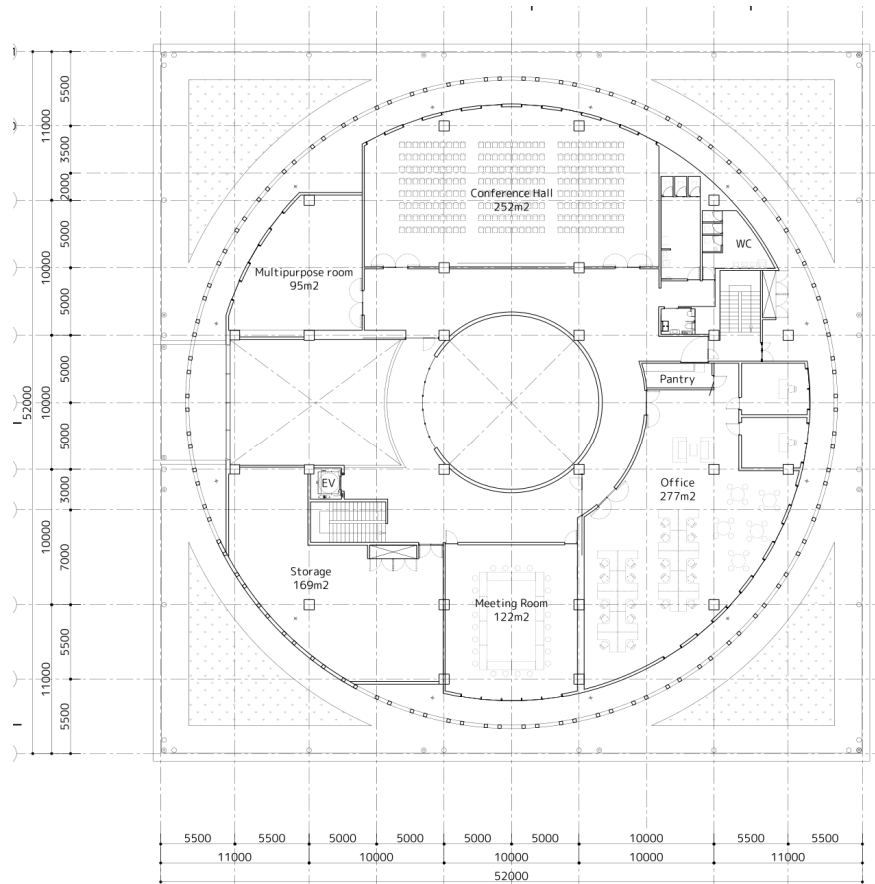 Conference Hall
252m2
WC
Multipurpose room
95m2
Pantry
EV
Office
277m2
Storage
169m2
Meeting Room
122m2
5500
11000
3500
2000
5000
10000
5000
5000
52000
10000
5000
3000
10000
7000
5500
11000
5500
5500 5500 5000 5000 5000 5000 10000 5500 5500
11000 10000 10000 10000 11000
52000